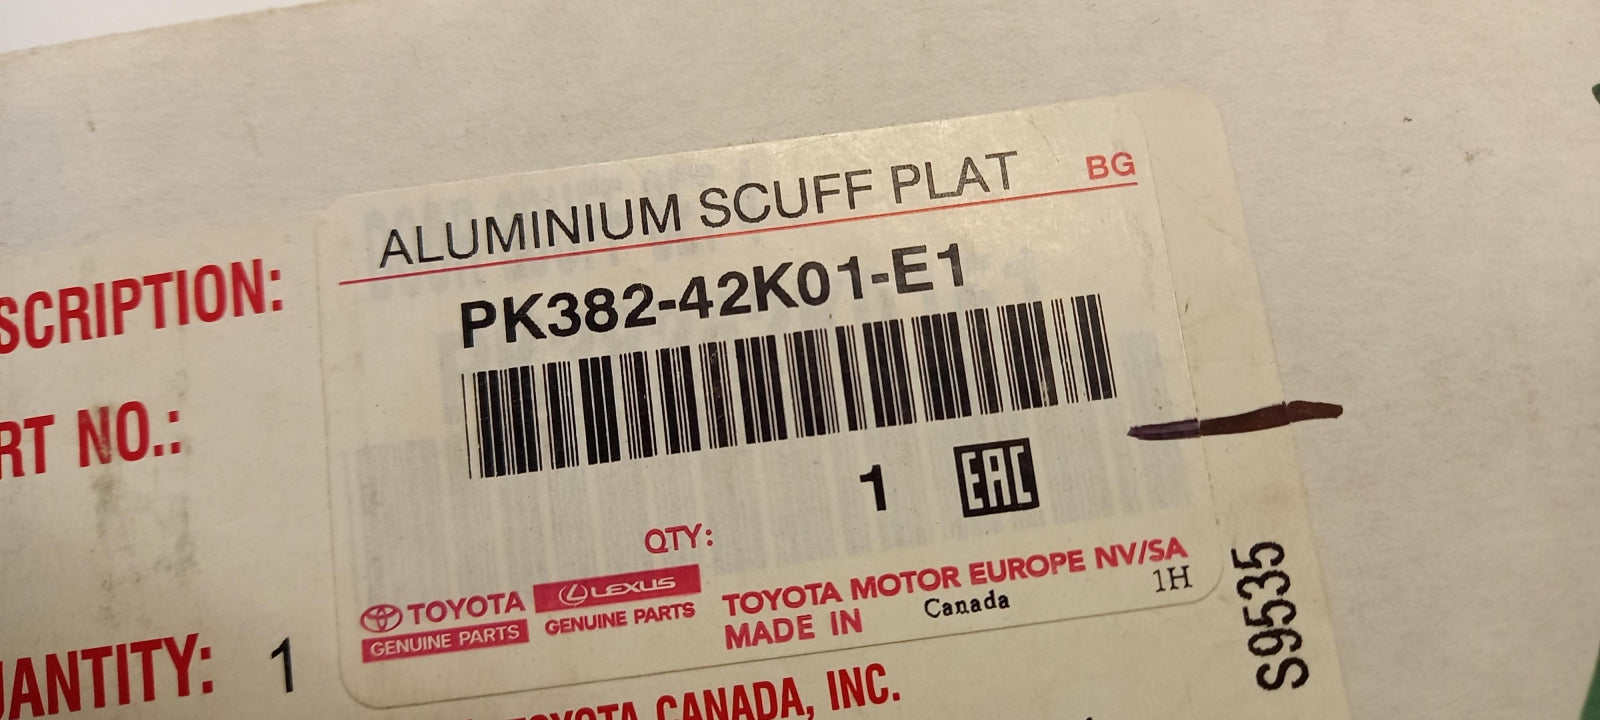 ALUMINIUM SCUFF PLAT BG
SCRIPTION:
PK382-42K01-E1
RT NO.:
1 EAC
QTY:
TOYOTA
GENUINE PARTS
LEXUS
GENUINE PARTS
TOYOTA MOTOR EUROPE NV/SA
MADE IN Canada 1H
S9535
UANTITY: 1
TOYOTA CANADA, INC.